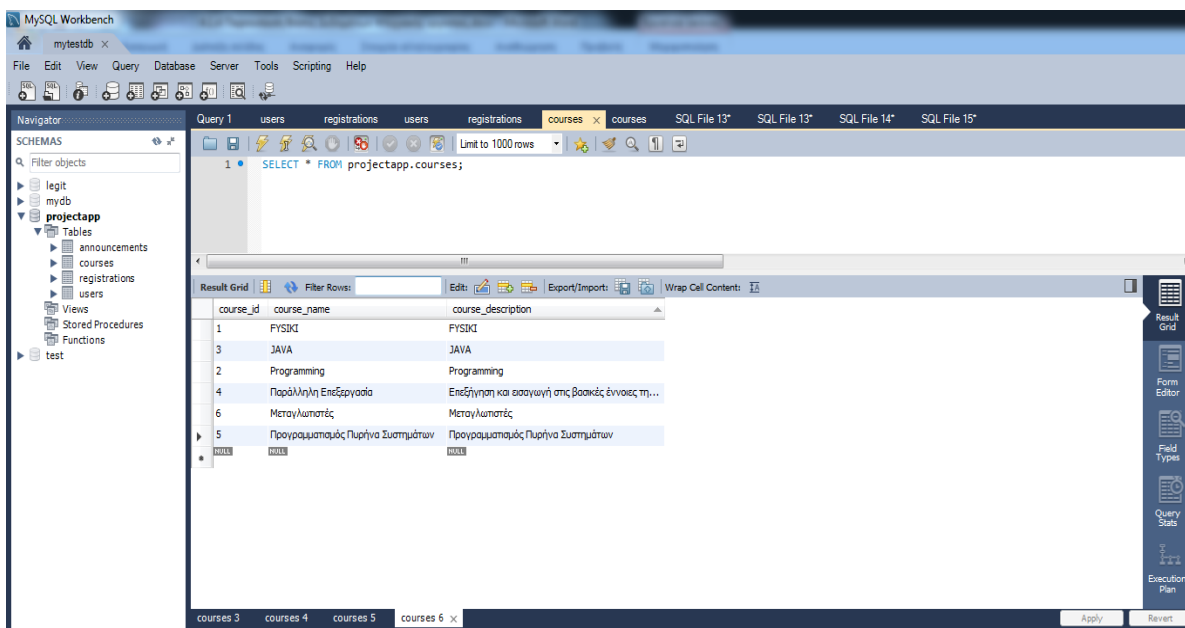 MySQL Workbench
mytestdb ×
File Edit View Query Database Server Tools Scripting Help
Navigator
SCHEMAS
Filter objects
legit
mydb
projectapp
Tables
announcements
courses
registrations
users
Views
Stored Procedures
Functions
test
Query 1 users registrations users registrations courses × courses SQL File 13* SQL File 13* SQL File 14* SQL File 15*
Limit to 1000 rows
1 SELECT * FROM projectapp.courses;
Result Grid Filter Rows: Edit: Export/Import: Wrap Cell Content:
course_id course_name course_description
1 FYSIKI FYSIKI
3 JAVA JAVA
2 Programming Programming
4 Παράλληλη Επεξεργασία Επεξήγηση και εισαγωγή στις βασικές έννοιες τη...
6 Μεταγλωτιστές Μεταγλωτιστές
5 Προγραμματισμός Πυρήνα Συστημάτων Προγραμματισμός Πυρήνα Συστημάτων
NULL NULL NULL
Result
Grid
Form
Editor
Field
Types
Query
Stats
Execution
Plan
courses 3 courses 4 courses 5 courses 6 ×
Apply Revert